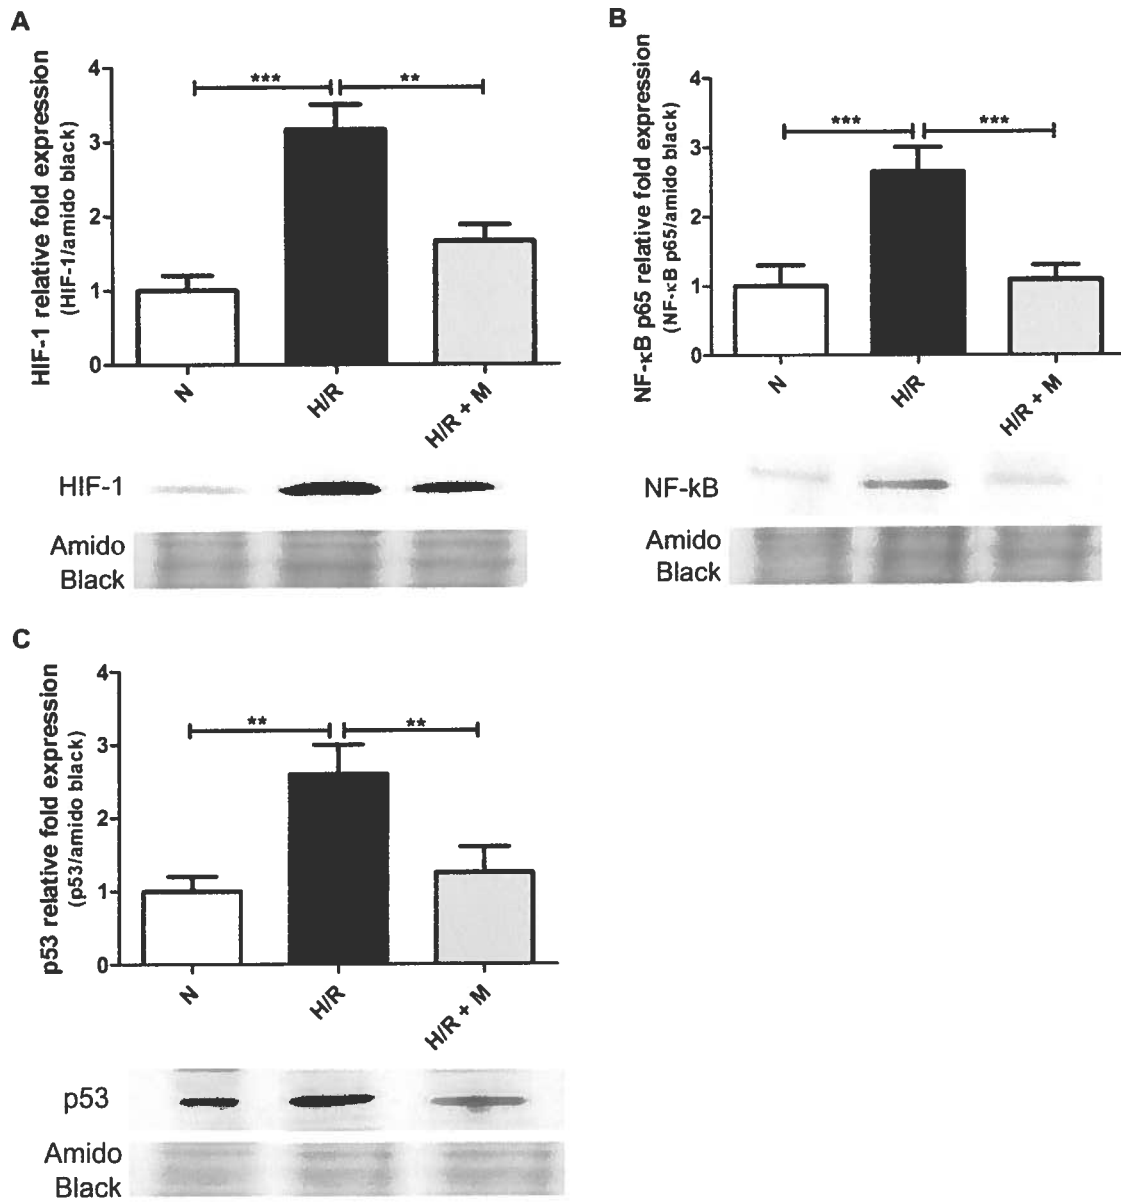 A
HIF-1 relative fold expression
(HIF-1/amido black)
4
3
2
1
0
***
**
N
H/R
H/R + M
HIF-1
Amido
Black
B
NF-κB p65 relative fold expression
(NF-κB p65/amido black)
4
3
2
1
0
***
***
N
H/R
H/R + M
NF-kB
Amido
Black
C
p53 relative fold expression
(p53/amido black)
4
3
2
1
0
**
**
N
H/R
H/R + M
p53
Amido
Black